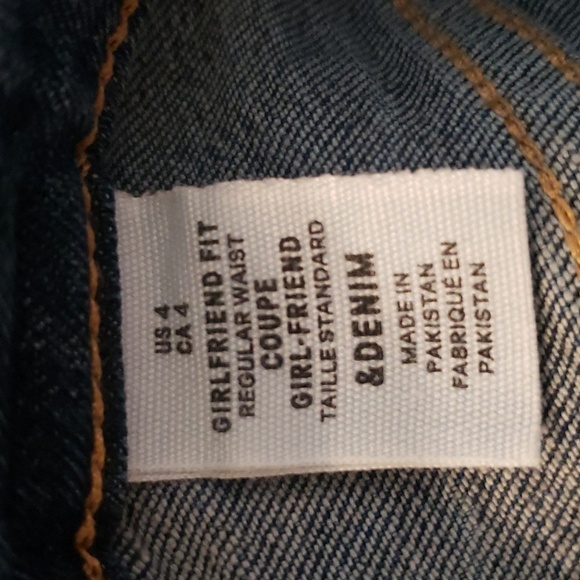 US 4
CA 4
GIRLFRIEND FIT
REGULAR WAIST
COUPE
GIRL-FRIEND
TAILLE STANDARD
&DENIM
MADE IN
PAKISTAN
FABRIQUÉ EN
PAKISTAN